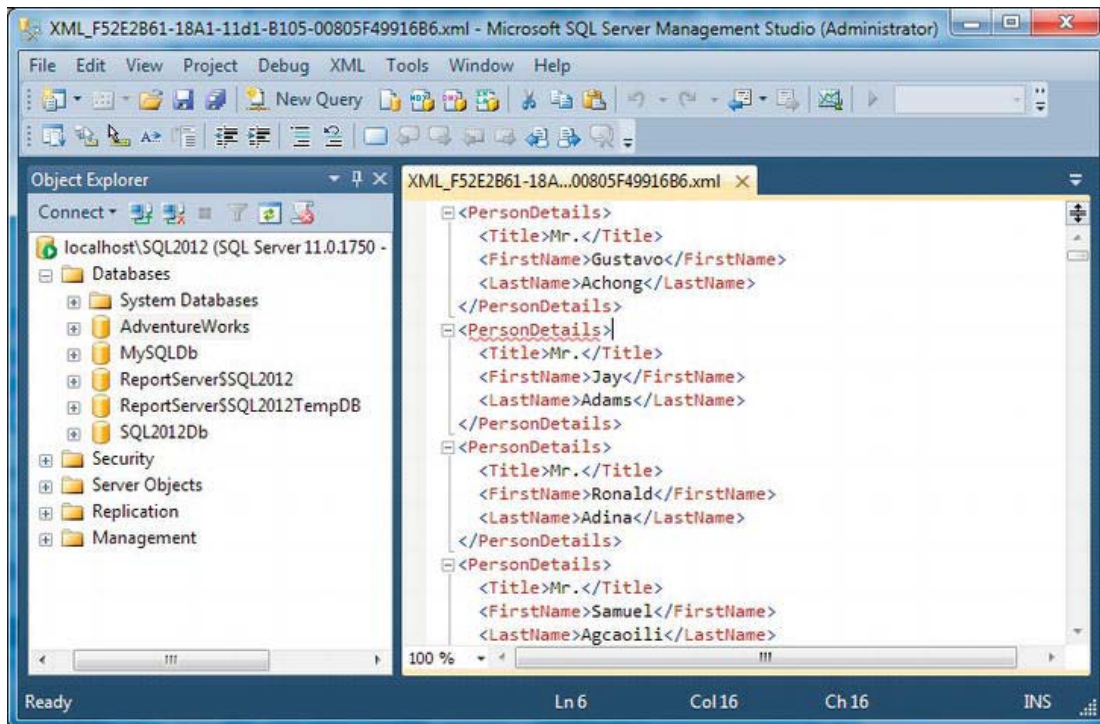 XML_F52E2B61-18A1-11d1-B105-00805F49916B6.xml - Microsoft SQL Server Management Studio (Administrator)
File Edit View Project Debug XML Tools Window Help
New Query
Object Explorer
Connect
localhost\SQL2012 (SQL Server 11.0.1750 -
Databases
System Databases
AdventureWorks
MySQLDb
ReportServer$SQL2012
ReportServer$SQL2012TempDB
SQL2012Db
Security
Server Objects
Replication
Management
XML_F52E2B61-18A...00805F49916B6.xml
<PersonDetails>
<Title>Mr.</Title>
<FirstName>Gustavo</FirstName>
<LastName>Achong</LastName>
</PersonDetails>
<PersonDetails>
<Title>Mr.</Title>
<FirstName>Jay</FirstName>
<LastName>Adams</LastName>
</PersonDetails>
<PersonDetails>
<Title>Mr.</Title>
<FirstName>Ronald</FirstName>
<LastName>Adina</LastName>
</PersonDetails>
<PersonDetails>
<Title>Mr.</Title>
<FirstName>Samuel</FirstName>
<LastName>Agcaoili</LastName>
100 %
Ready Ln 6 Col 16 Ch 16 INS